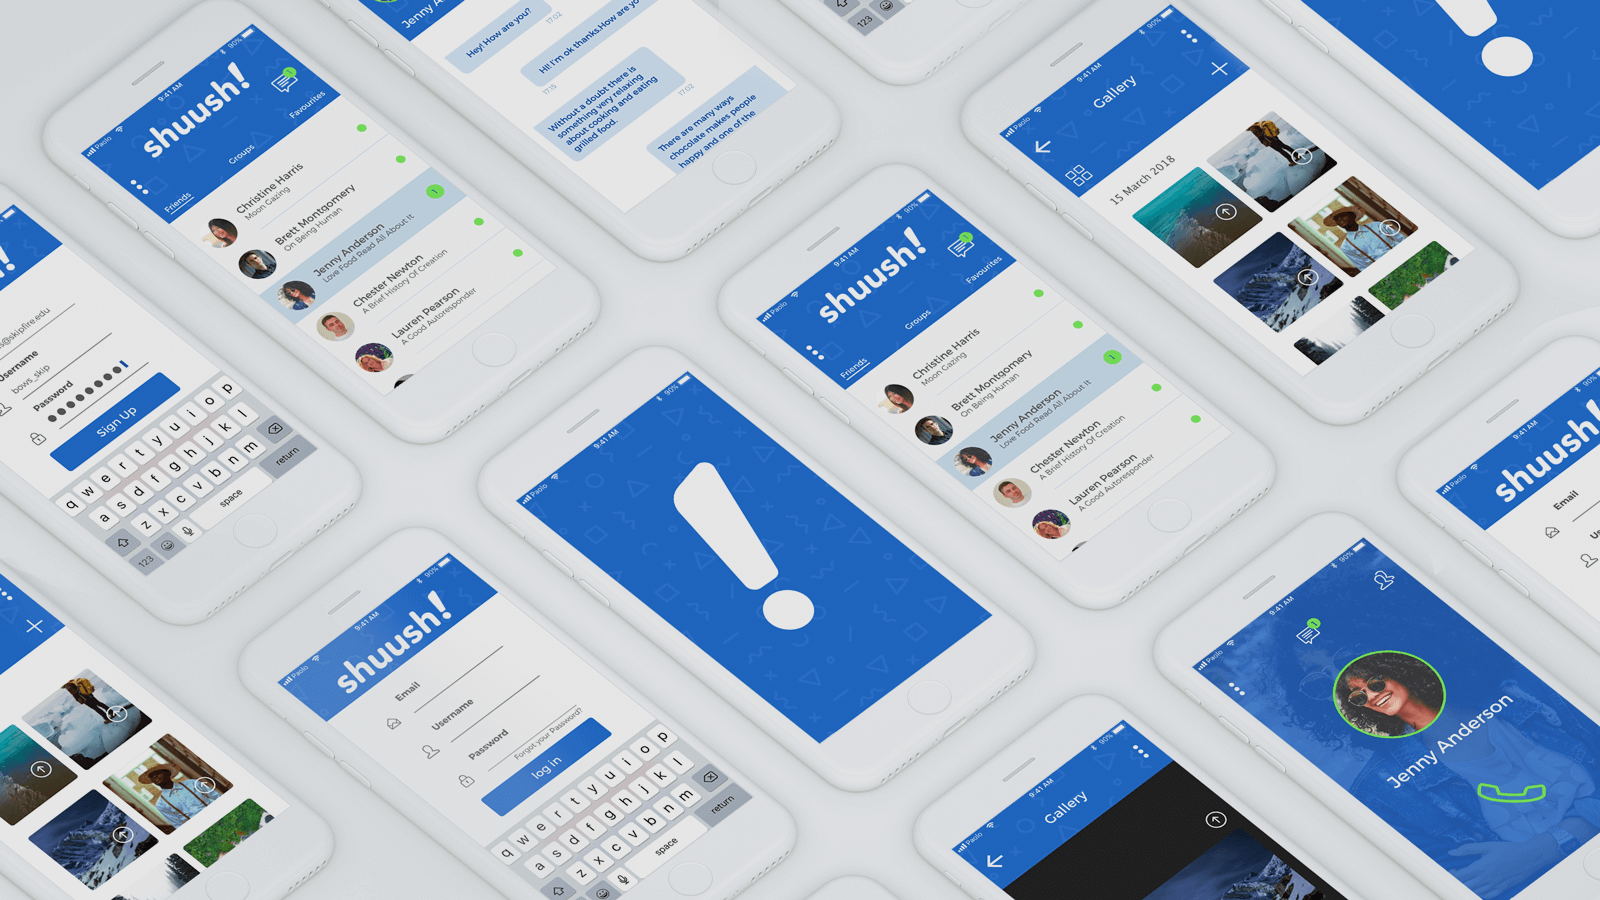 Paolo
9:41 AM
90%
shuush!
1
Friends
Groups
Favourites
Christine Harris
Moon Gazing
Brett Montgomery
On Being Human
Jenny Anderson
Love Food Read All About It
1
Chester Newton
A Brief History Of Creation
Lauren Pearson
A Good Autoresponder
Hey! How are you?
17:02
Hi! I'm ok thanks.How are
17:15
Without a doubt there is
something very relaxing
about cooking and eating
grilled food.
17:02
There are many ways
chocolate makes people
happy and one of the
123
Paolo
9:41 AM
90%
Gallery
15 March 2018
@skipfire.edu
Username
bows_skip
Password
Sign Up
q w e r t y u i o p
a s d f g h j k l
z x c v b n m
123
space
return
Paolo
9:41 AM
90%
shuush!
1
Friends
Groups
Favourites
Christine Harris
Moon Gazing
Brett Montgomery
On Being Human
Jenny Anderson
Love Food Read All About It
1
Chester Newton
A Brief History Of Creation
Lauren Pearson
A Good Autoresponder
Paolo
9:41 AM
90%
!
Paolo
9:41 AM
90%
shuush!
Email
Username
Password
Forgot your Password?
log in
q w e r t y u i o p
a s d f g h j k l
z x c v b n m
space
return
Paolo
9:41 AM
shuush!
Email
Paolo
9:41 AM
90%
1
Jenny Anderson
Paolo
9:41 AM
90%
Gallery